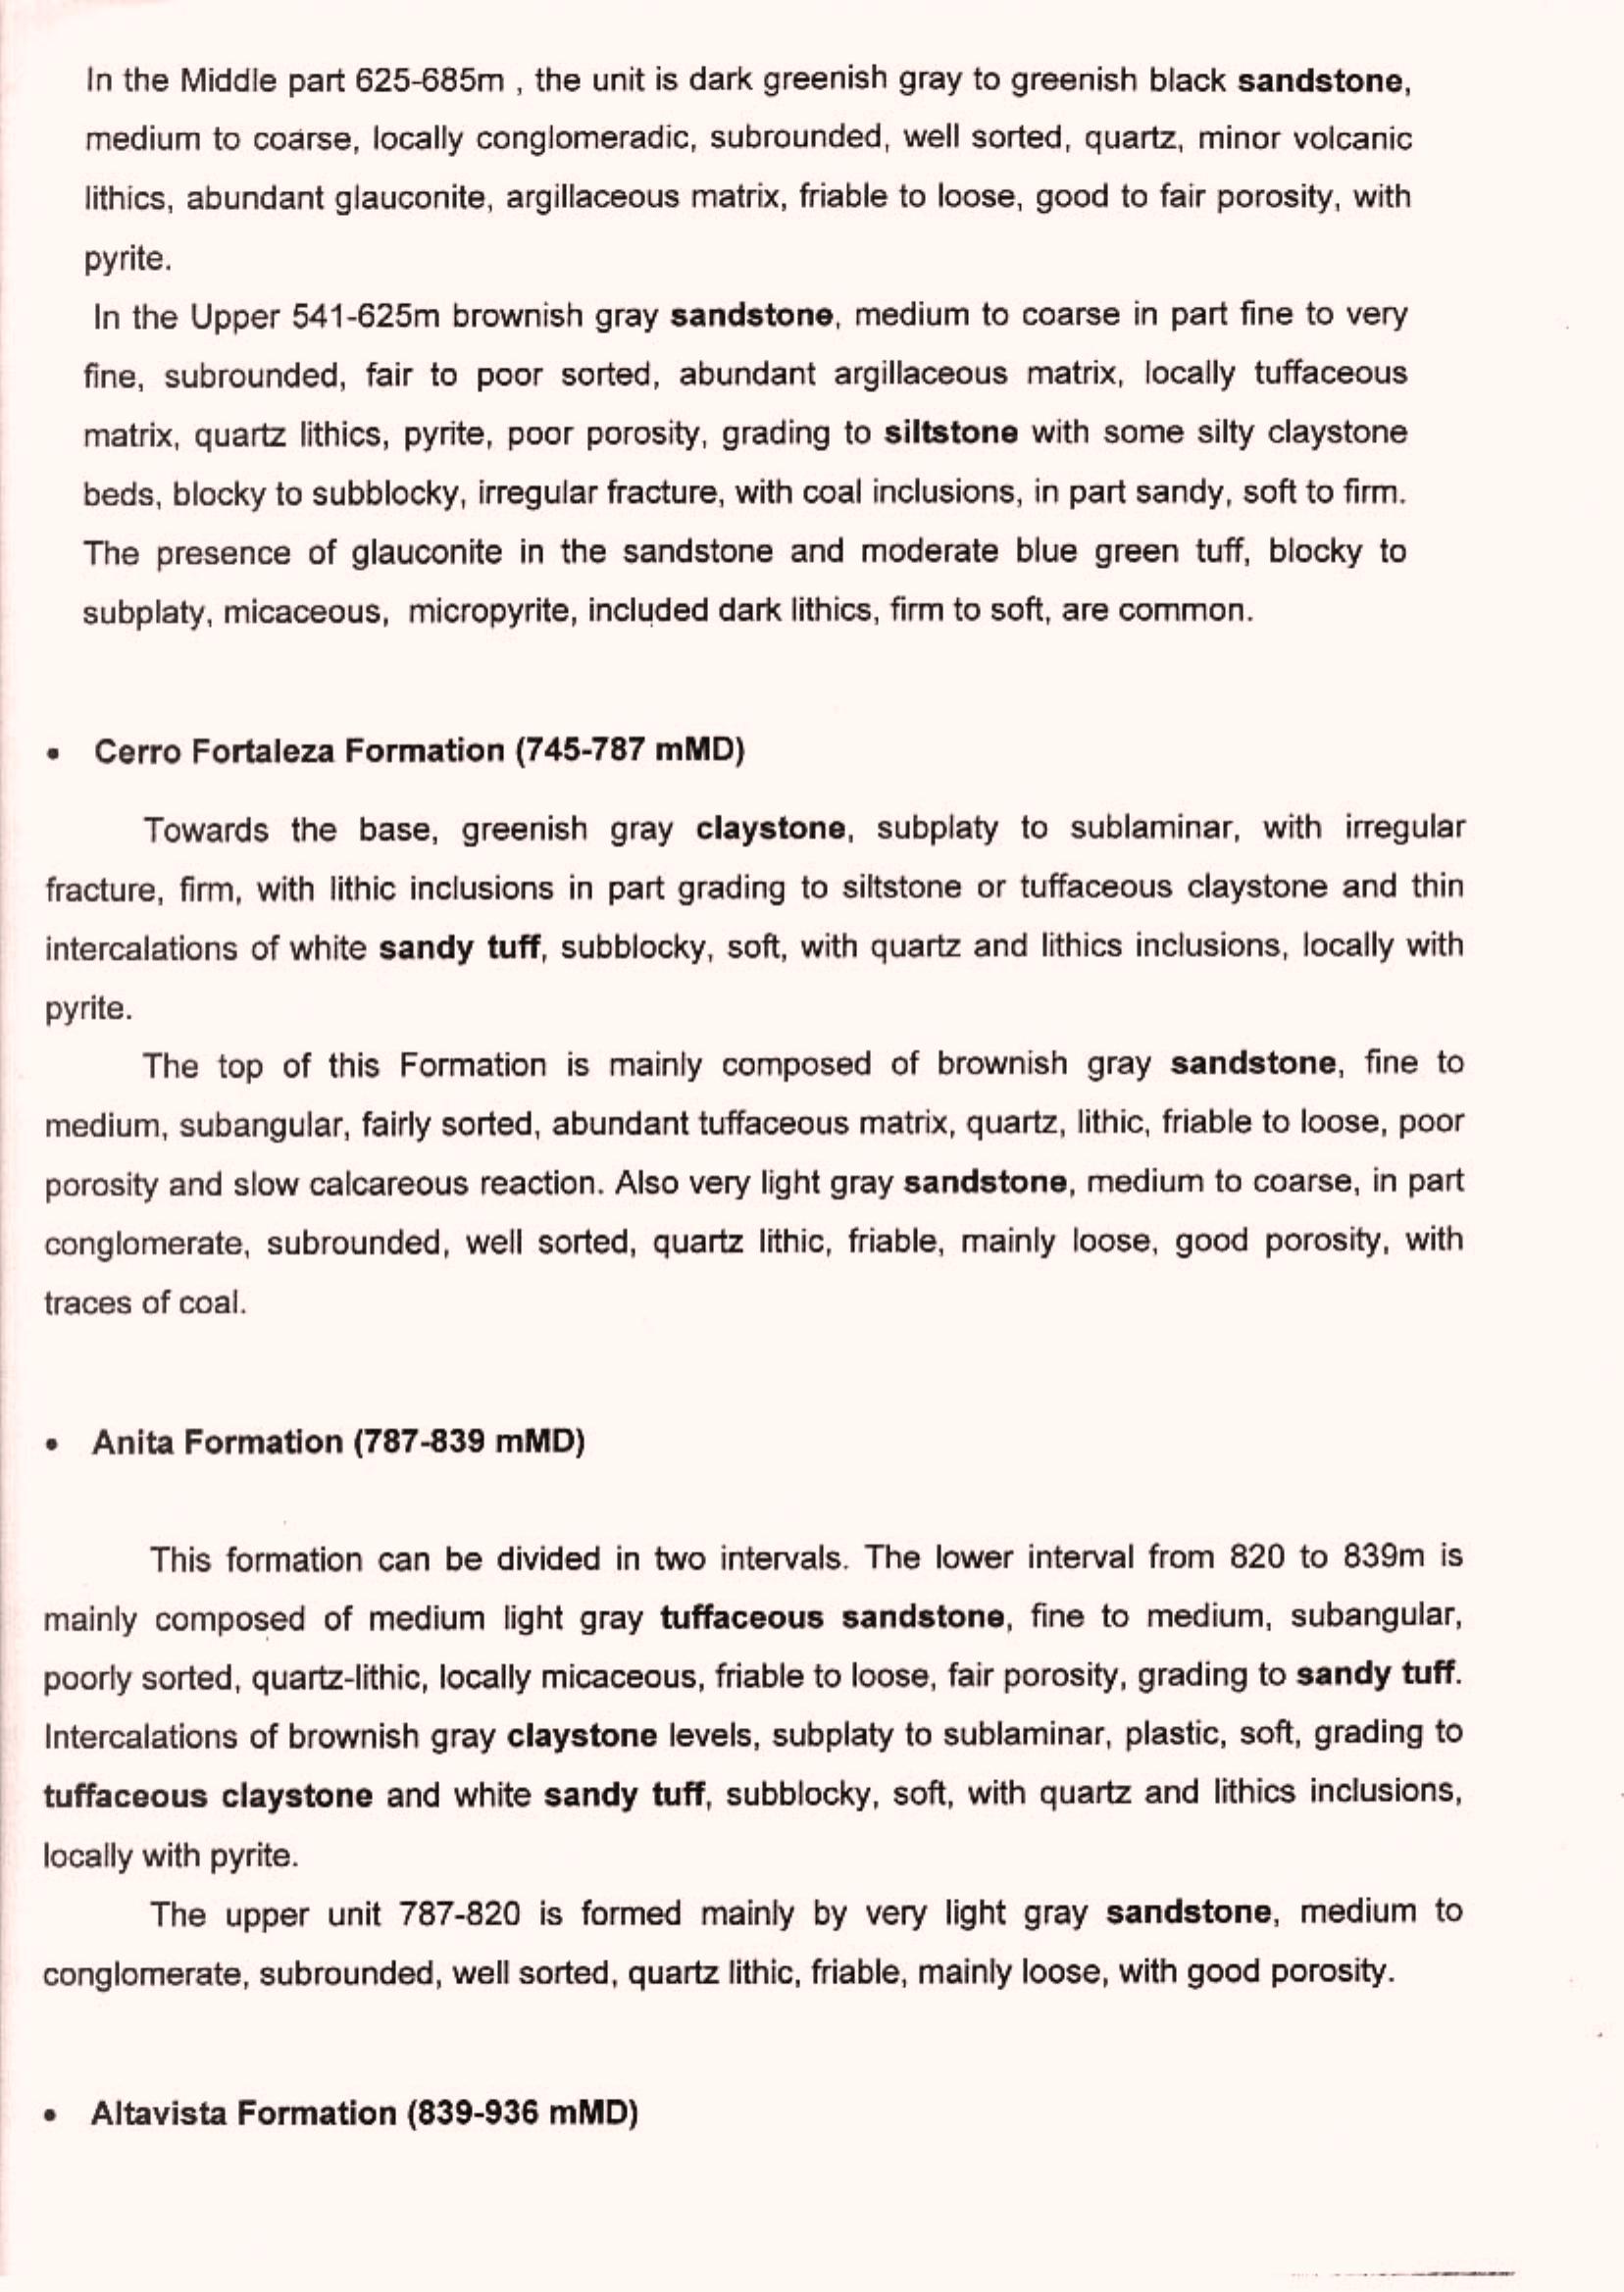 In the Middle part 625-685m , the unit is dark greenish gray to greenish black sandstone,
medium to coarse, locally conglomeradic, subrounded, well sorted, quartz, minor volcanic
lithics, abundant glauconite, argillaceous matrix, friable to loose, good to fair porosity, with
pyrite.
In the Upper 541-625m brownish gray sandstone, medium to coarse in part fine to very
fine, subrounded, fair to poor sorted, abundant argillaceous matrix, locally tuffaceous
matrix, quartz lithics, pyrite, poor porosity, grading to siltstone with some silty claystone
beds, blocky to subblocky, irregular fracture, with coal inclusions, in part sandy, soft to firm.
The presence of glauconite in the sandstone and moderate blue green tuff, blocky to
subplaty, micaceous, micropyrite, included dark lithics, firm to soft, are common.
• Cerro Fortaleza Formation (745-787 mMD)
Towards the base, greenish gray claystone, subplaty to sublaminar, with irregular
fracture, firm, with lithic inclusions in part grading to siltstone or tuffaceous claystone and thin
intercalations of white sandy tuff, subblocky, soft, with quartz and lithics inclusions, locally with
pyrite.
The top of this Formation is mainly composed of brownish gray sandstone, fine to
medium, subangular, fairly sorted, abundant tuffaceous matrix, quartz, lithic, friable to loose, poor
porosity and slow calcareous reaction. Also very light gray sandstone, medium to coarse, in part
conglomerate, subrounded, well sorted, quartz lithic, friable, mainly loose, good porosity, with
traces of coal.
• Anita Formation (787-839 mMD)
This formation can be divided in two intervals. The lower interval from 820 to 839m is
mainly composed of medium light gray tuffaceous sandstone, fine to medium, subangular,
poorly sorted, quartz-lithic, locally micaceous, friable to loose, fair porosity, grading to sandy tuff.
Intercalations of brownish gray claystone levels, subplaty to sublaminar, plastic, soft, grading to
tuffaceous claystone and white sandy tuff, subblocky, soft, with quartz and lithics inclusions,
locally with pyrite.
The upper unit 787-820 is formed mainly by very light gray sandstone, medium to
conglomerate, subrounded, well sorted, quartz lithic, friable, mainly loose, with good porosity.
• Altavista Formation (839-936 mMD)